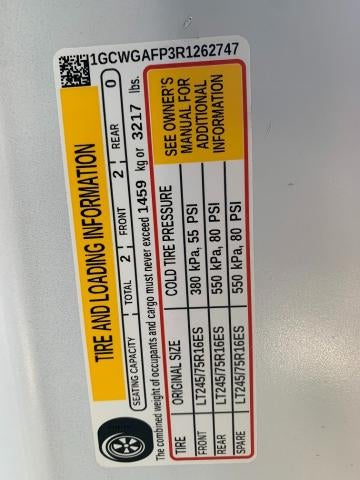 1GCWGAFP3R1262747
TIRE AND LOADING INFORMATION
SEATING CAPACITY TOTAL 2 FRONT 2 REAR 0
The combined weight of occupants and cargo must never exceed 1459 kg or 3217 lbs.
TIRE ORIGINAL SIZE COLD TIRE PRESSURE
FRONT LT245/75R16ES 380 kPa, 55 PSI
REAR LT245/75R16ES 550 kPa, 80 PSI
SPARE LT245/75R16ES 550 kPa, 80 PSI
SEE OWNER'S
MANUAL FOR
ADDITIONAL
INFORMATION